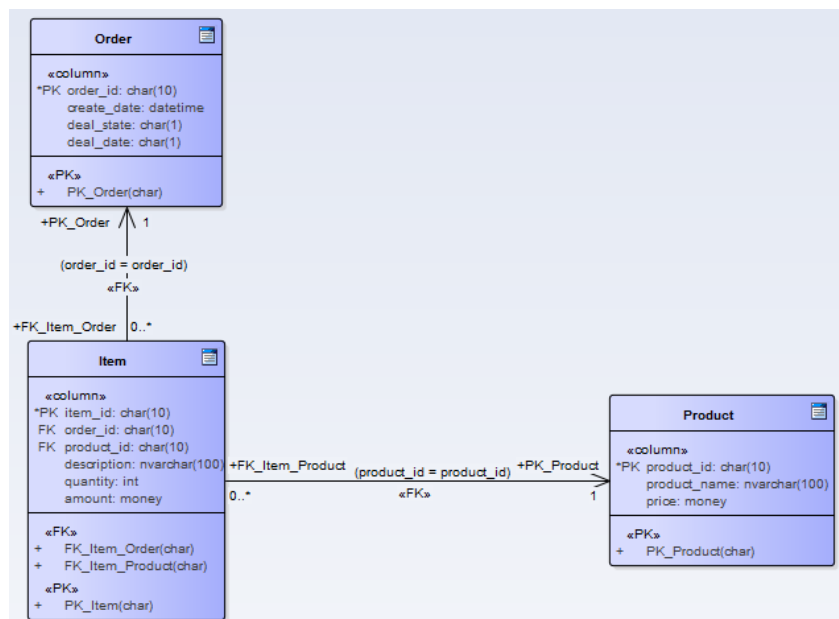 Order
«column»
*PK order_id: char(10)
create_date: datetime
deal_state: char(1)
deal_date: char(1)
«PK»
+ PK_Order(char)
+PK_Order 1
(order_id = order_id)
«FK»
+FK_Item_Order 0..*
Item
«column»
*PK item_id: char(10)
FK order_id: char(10)
FK product_id: char(10)
description: nvarchar(100)
quantity: int
amount: money
«FK»
+ FK_Item_Order(char)
+ FK_Item_Product(char)
«PK»
+ PK_Item(char)
+FK_Item_Product (product_id = product_id) +PK_Product
0..* «FK» 1
Product
«column»
*PK product_id: char(10)
product_name: nvarchar(100)
price: money
«PK»
+ PK_Product(char)